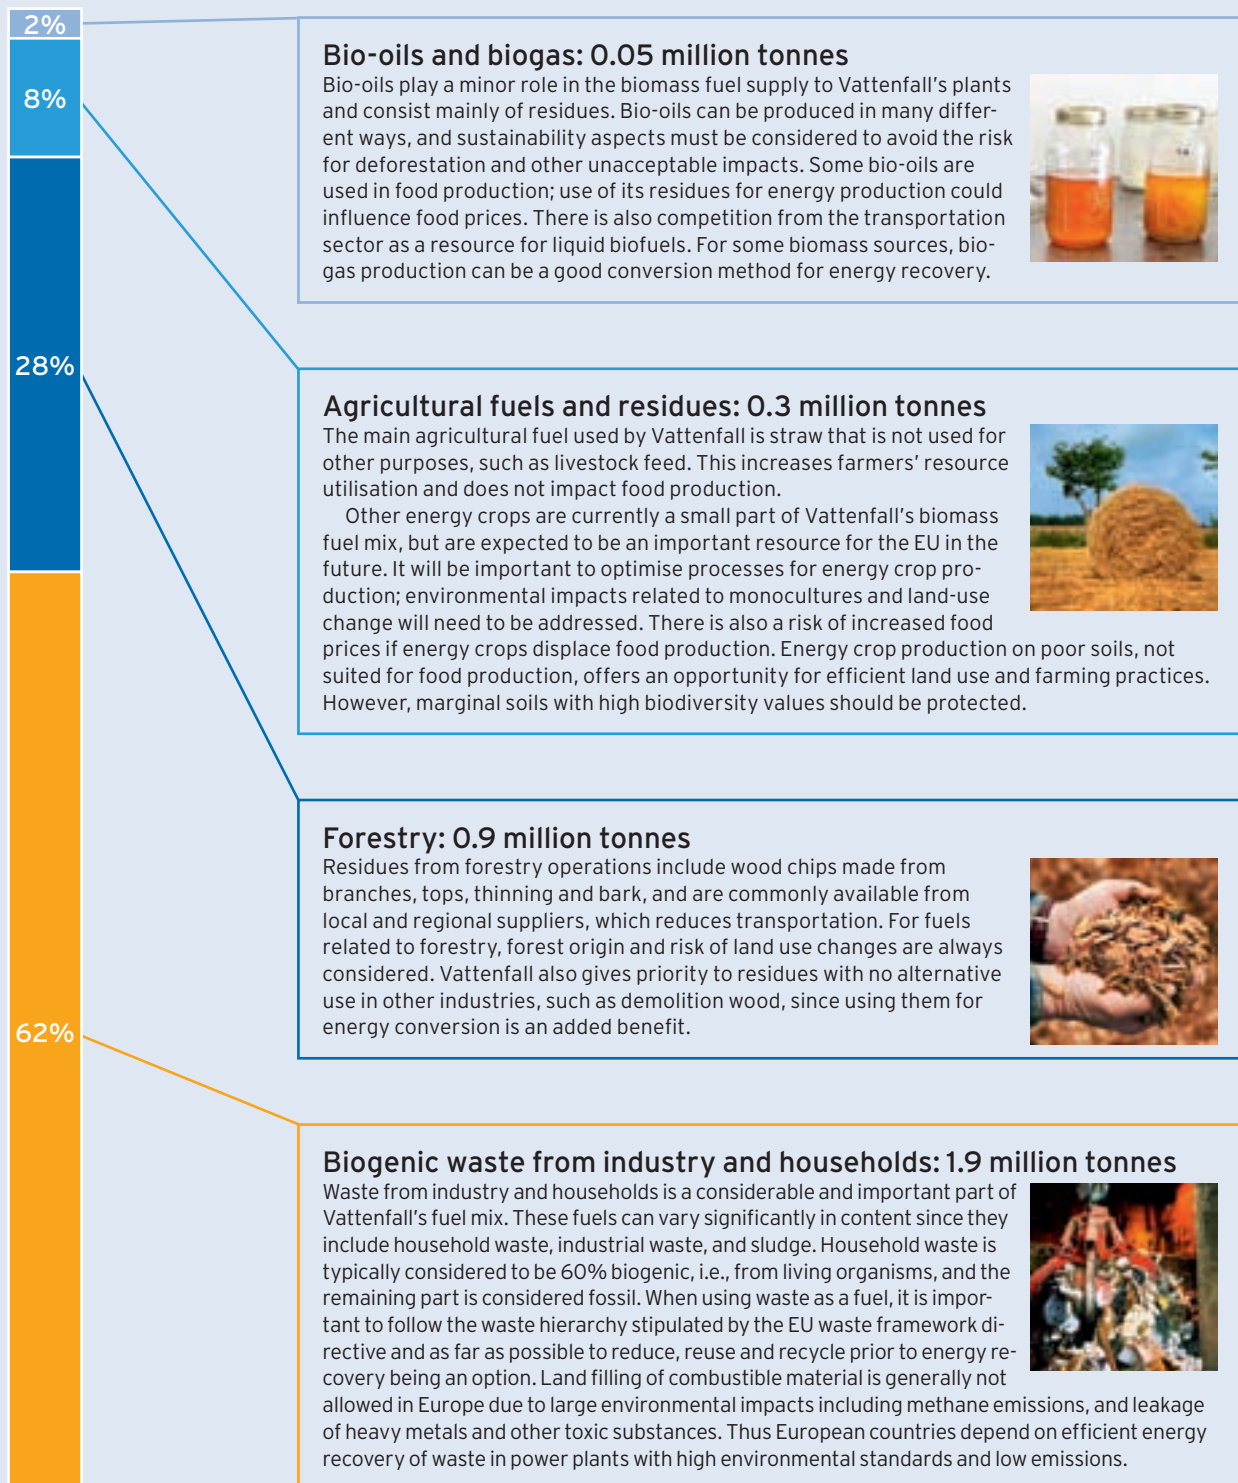 2%
Bio-oils and biogas: 0.05 million tonnes
Bio-oils play a minor role in the biomass fuel supply to Vattenfall's plants
and consist mainly of residues. Bio-oils can be produced in many differ-
ent ways, and sustainability aspects must be considered to avoid the risk
for deforestation and other unacceptable impacts. Some bio-oils are
used in food production; use of its residues for energy production could
influence food prices. There is also competition from the transportation
sector as a resource for liquid biofuels. For some biomass sources, bio-
gas production can be a good conversion method for energy recovery.
8%
Agricultural fuels and residues: 0.3 million tonnes
The main agricultural fuel used by Vattenfall is straw that is not used for
other purposes, such as livestock feed. This increases farmers' resource
utilisation and does not impact food production.
Other energy crops are currently a small part of Vattenfall's biomass
fuel mix, but are expected to be an important resource for the EU in the
future. It will be important to optimise processes for energy crop pro-
duction; environmental impacts related to monocultures and land-use
change will need to be addressed. There is also a risk of increased food
prices if energy crops displace food production. Energy crop production on poor soils, not
suited for food production, offers an opportunity for efficient land use and farming practices.
However, marginal soils with high biodiversity values should be protected.
28%
Forestry: 0.9 million tonnes
Residues from forestry operations include wood chips made from
branches, tops, thinning and bark, and are commonly available from
local and regional suppliers, which reduces transportation. For fuels
related to forestry, forest origin and risk of land use changes are always
considered. Vattenfall also gives priority to residues with no alternative
use in other industries, such as demolition wood, since using them for
energy conversion is an added benefit.
62%
Biogenic waste from industry and households: 1.9 million tonnes
Waste from industry and households is a considerable and important part of
Vattenfall's fuel mix. These fuels can vary significantly in content since they
include household waste, industrial waste, and sludge. Household waste is
typically considered to be 60% biogenic, i.e., from living organisms, and the
remaining part is considered fossil. When using waste as a fuel, it is impor-
tant to follow the waste hierarchy stipulated by the EU waste framework di-
rective and as far as possible to reduce, reuse and recycle prior to energy re-
covery being an option. Land filling of combustible material is generally not
allowed in Europe due to large environmental impacts including methane emissions, and leakage
of heavy metals and other toxic substances. Thus European countries depend on efficient energy
recovery of waste in power plants with high environmental standards and low emissions.